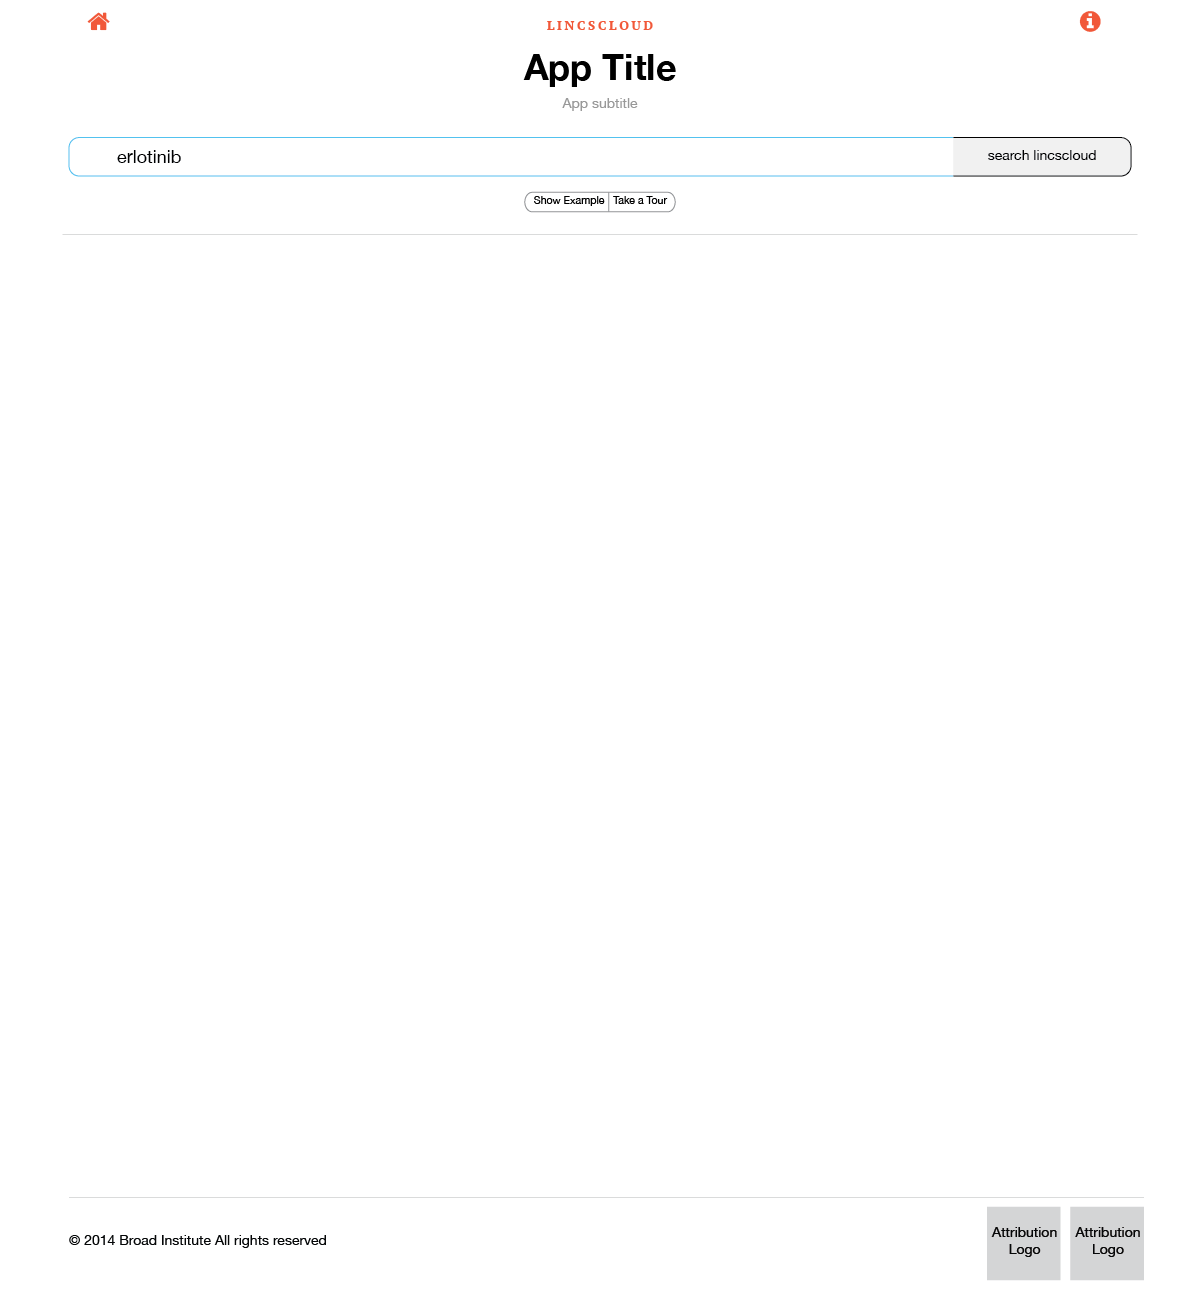 LINCSCLOUD
App Title
App subtitle
erlotinib
search lincscloud
Show Example Take a Tour
© 2014 Broad Institute All rights reserved
Attribution
Logo
Attribution
Logo